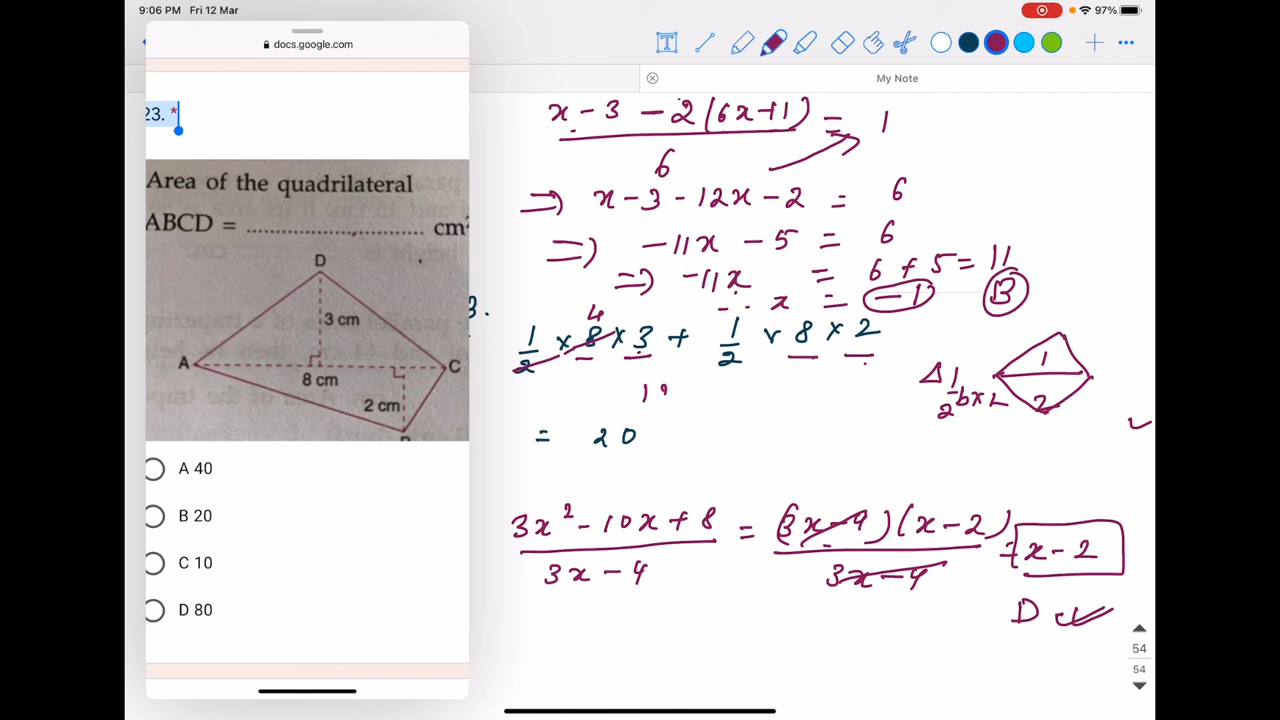 9:06 PM Fri 12 Mar
97%
docs.google.com
My Note
23. *
Area of the quadrilateral
ABCD = .............................. cm²
D
3 cm
A
C
8 cm
2 cm
A 40
B 20
C 10
D 80
x - 3 - 2(6x+1) = 1
6
⇒ x - 3 - 12x - 2 = 6
⇒ -11x - 5 = 6
⇒ -11x = 6 + 5 = 11
x = -1 B
3.
4
1/2 × 8 × 3 + 1/2 × 8 × 2
1
2
Δ 1/2 b×L
= 20
3x² - 10x + 8 / 3x - 4 = (3x-4)(x-2) / 3x-4 = x - 2
D
54
54